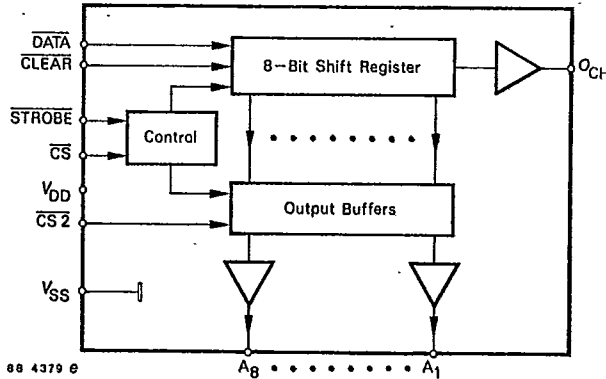 DATA
CLEAR
8-Bit Shift Register
OCH
STROBE
Control
CS
VDD
Output Buffers
CS 2
VSS
88 4379 e
A8
A1